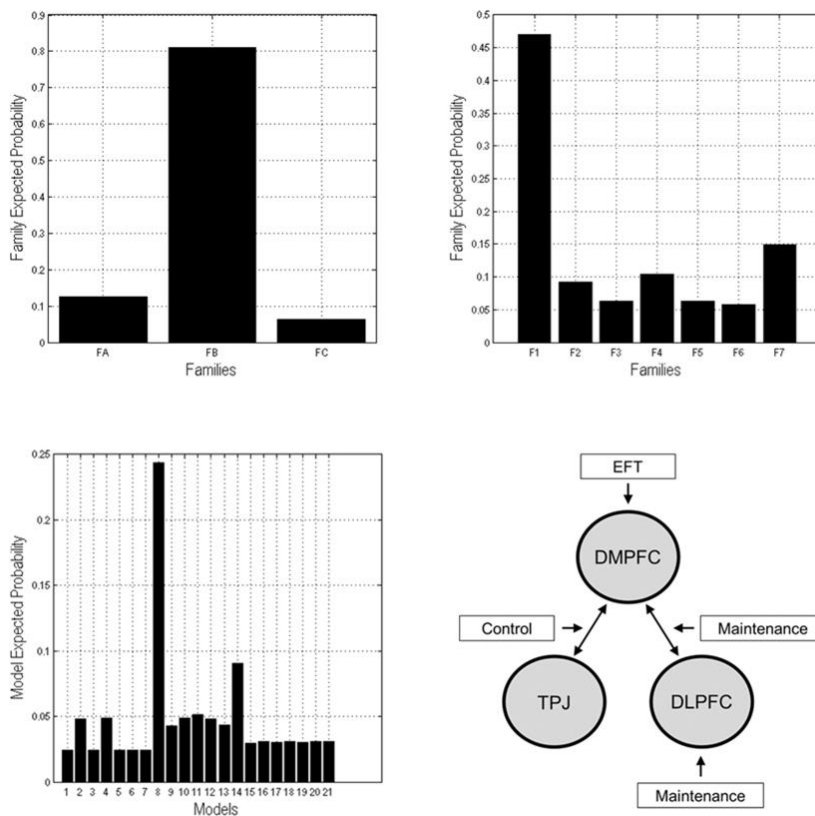 0.9
0.8
0.7
0.6
0.5
0.4
0.3
0.2
0.1
0
Family Expected Probability
FA FB FC
Families
0.5
0.45
0.4
0.35
0.3
0.25
0.2
0.15
0.1
0.05
0
Family Expected Probability
F1 F2 F3 F4 F5 F6 F7
Families
0.25
0.2
0.15
0.1
0.05
0
Model Expected Probability
1 2 3 4 5 6 7 8 9 10 11 12 13 14 15 16 17 18 19 20 21
Models
EFT
DMPFC
Control
Maintenance
TPJ
DLPFC
Maintenance